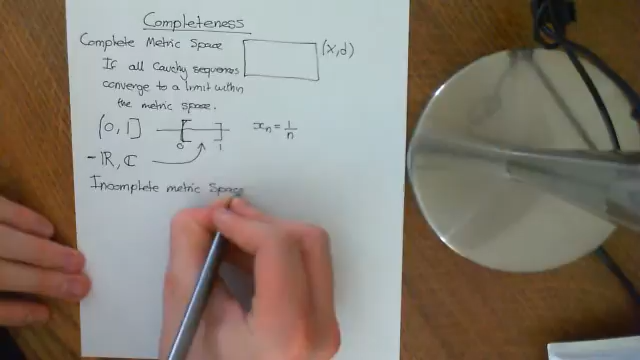 Completeness
Complete Metric Space
(X,d)
If all Cauchy sequences
converge to a limit within
the metric space.
(0,1]
0 1
xₙ = 1/n
- ℝ, ℂ
Incomplete metric Space